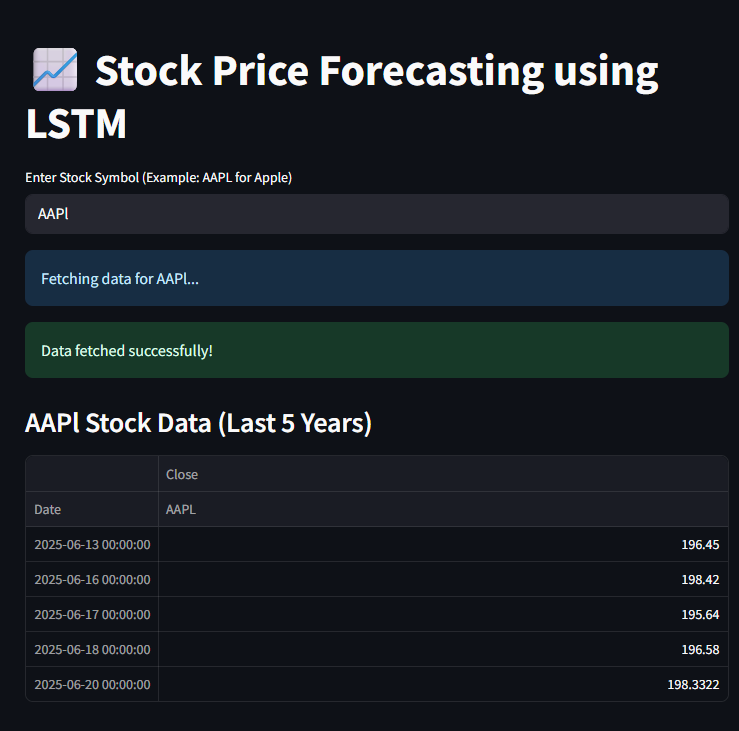 Stock Price Forecasting using
LSTM
Enter Stock Symbol (Example: AAPL for Apple)
AAPl
Fetching data for AAPl...
Data fetched successfully!
AAPl Stock Data (Last 5 Years)
Close
Date AAPL
2025-06-13 00:00:00 196.45
2025-06-16 00:00:00 198.42
2025-06-17 00:00:00 195.64
2025-06-18 00:00:00 196.58
2025-06-20 00:00:00 198.3322